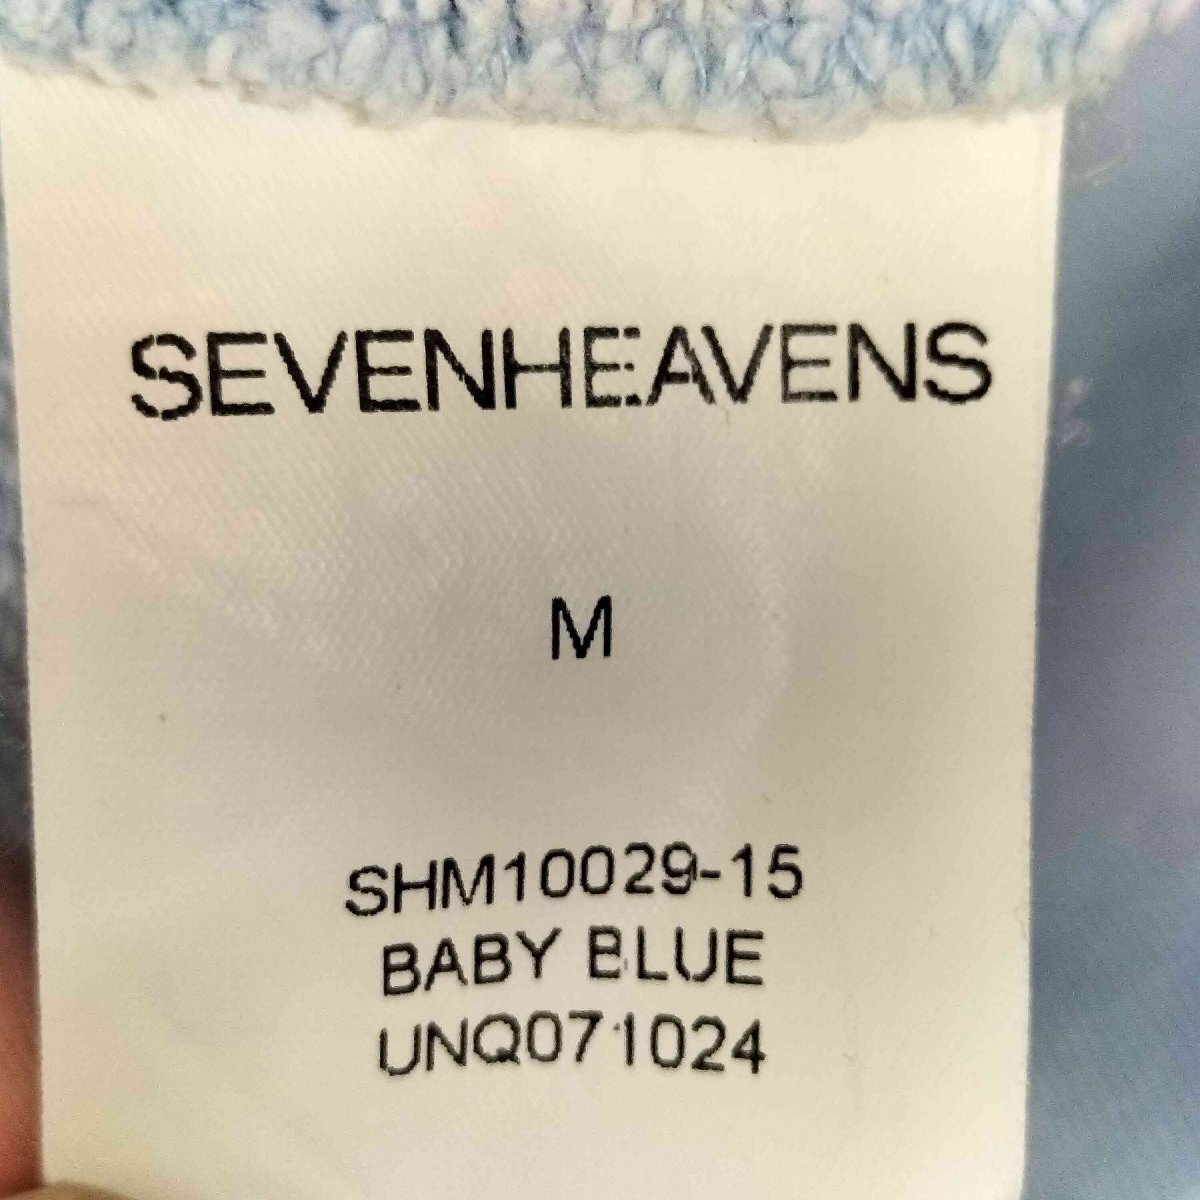 SEVENHEAVENS
M
SHM10029-15
BABY BLUE
UNQ071024